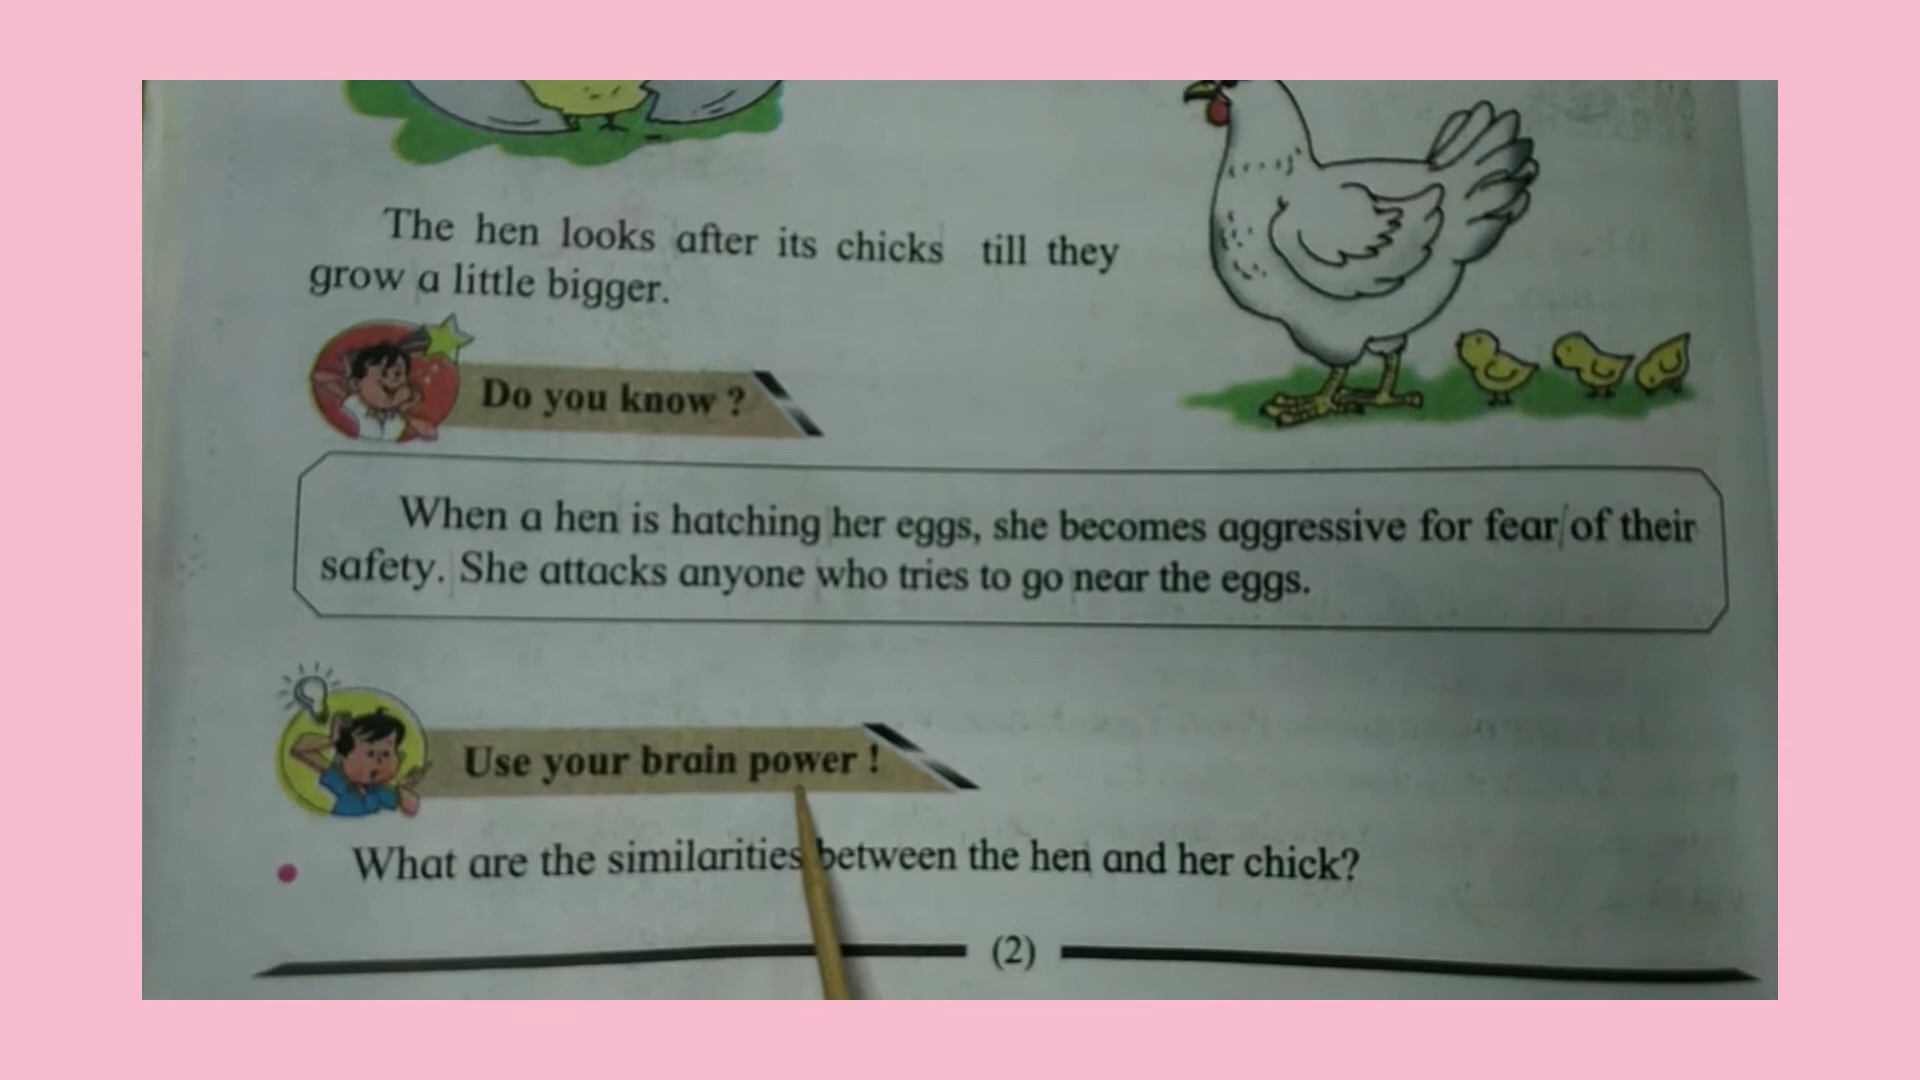 The hen looks after its chicks till they
grow a little bigger.
Do you know ?
When a hen is hatching her eggs, she becomes aggressive for fear of their
safety. She attacks anyone who tries to go near the eggs.
Use your brain power !
• What are the similarities between the hen and her chick?
(2)